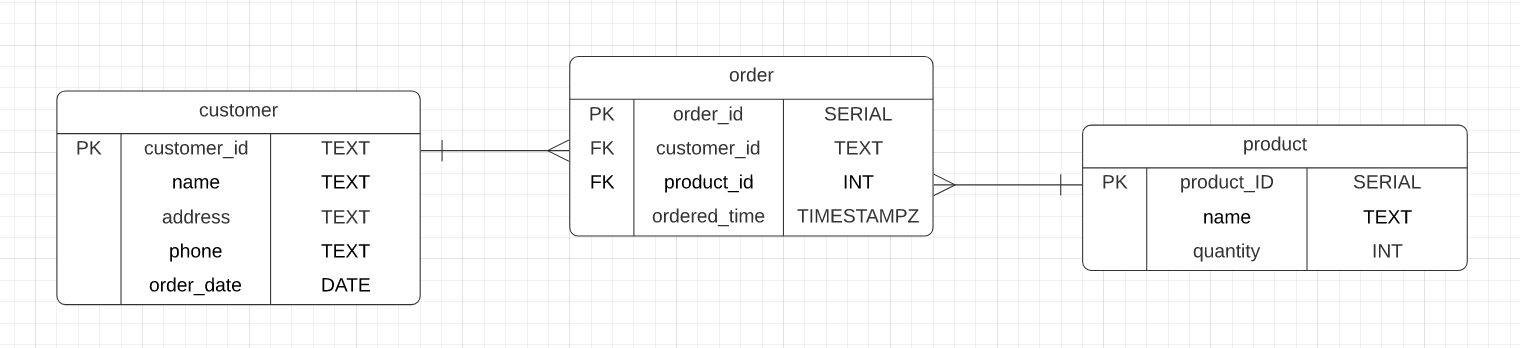 customer
PK customer_id TEXT
name TEXT
address TEXT
phone TEXT
order_date DATE
order
PK order_id SERIAL
FK customer_id TEXT
FK product_id INT
ordered_time TIMESTAMPZ
product
PK product_ID SERIAL
name TEXT
quantity INT